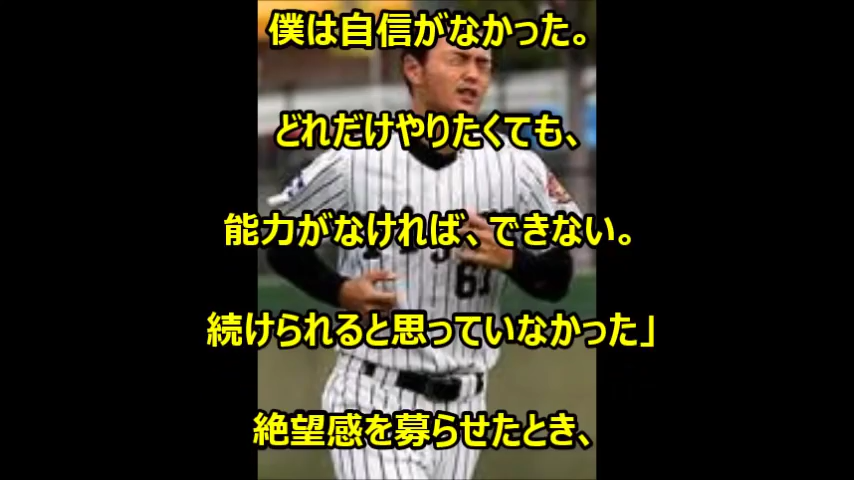 僕は自信がなかった。
どれだけやりたくても、
能力がなければ、できない。
61
続けられると思っていなかった」
絶望感を募らせたとき、